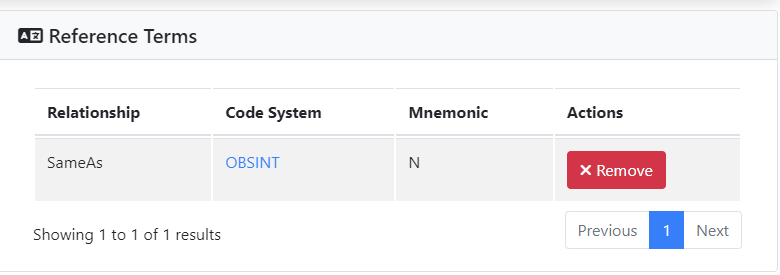 Reference Terms
Relationship Code System Mnemonic Actions
SameAs OBSINT N × Remove
Showing 1 to 1 of 1 results
Previous 1 Next